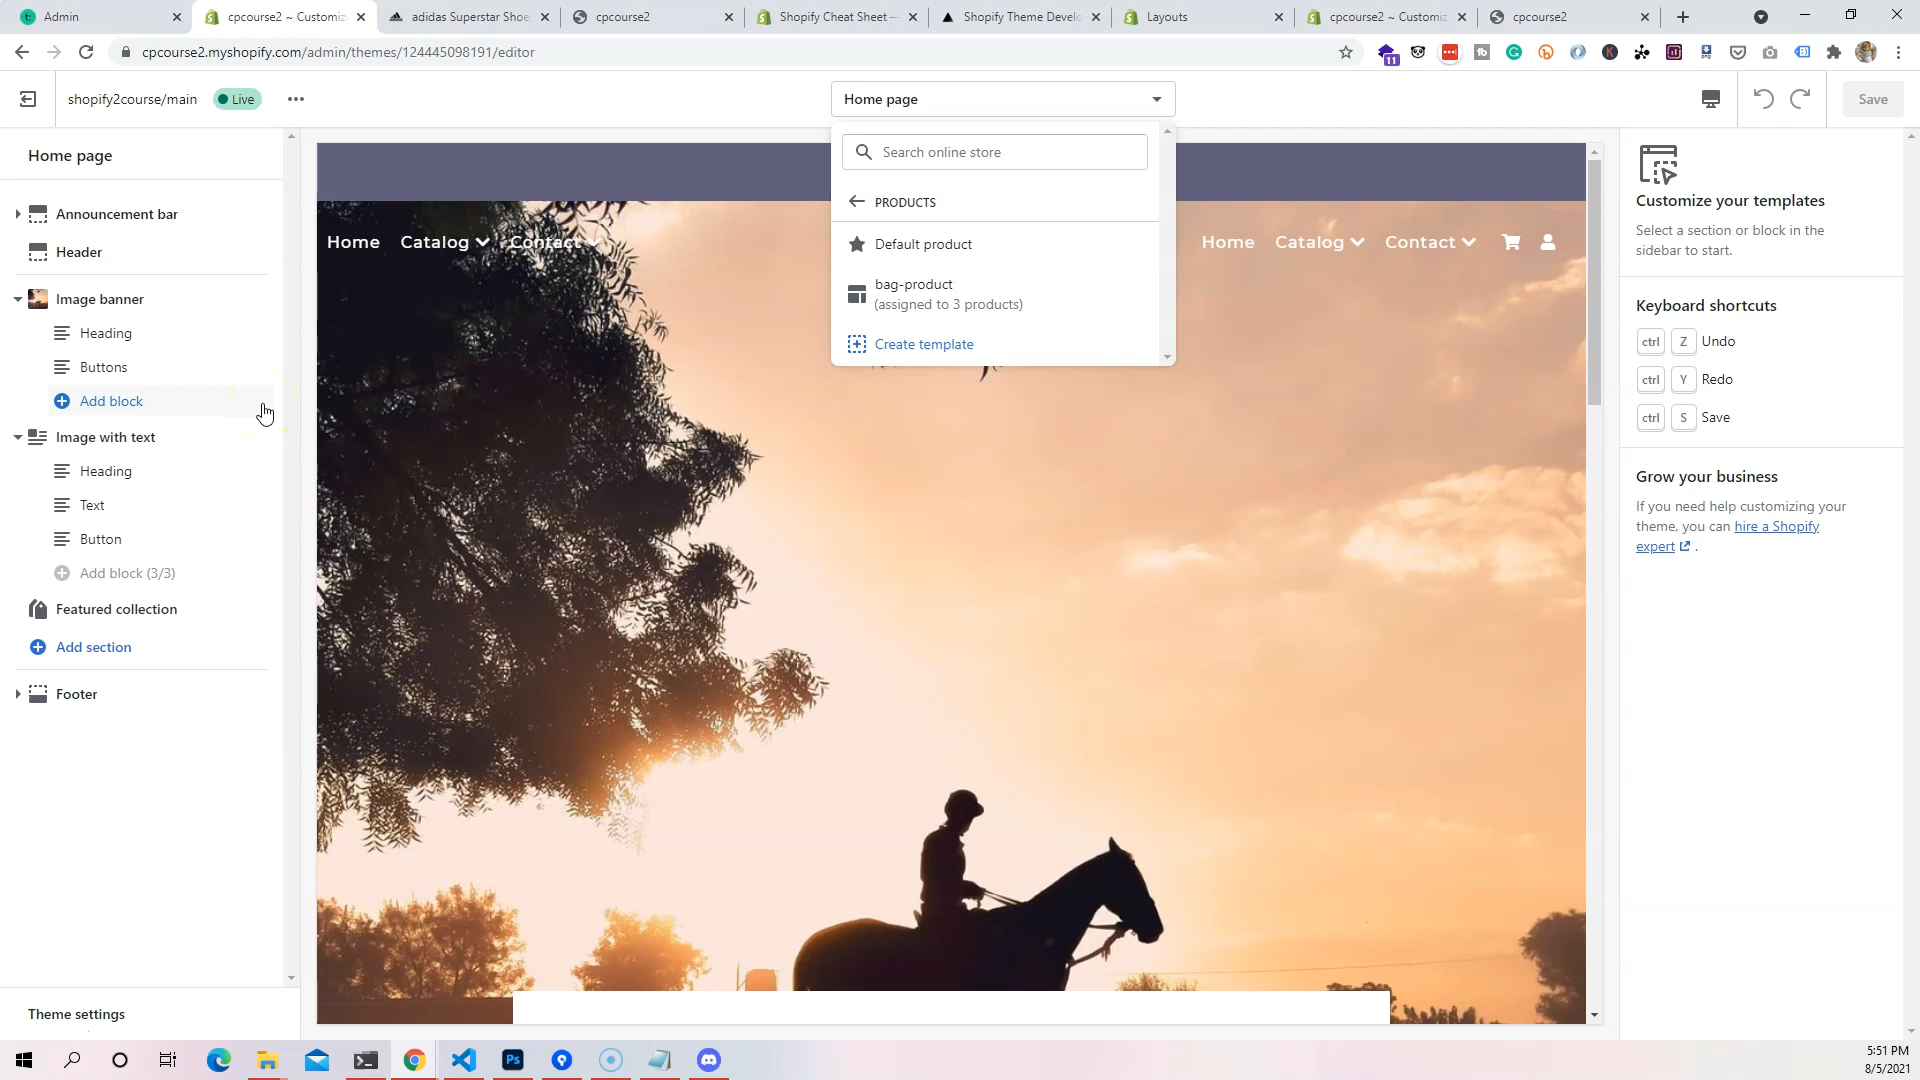 Admin
cpcourse2 ~ Customiz
adidas Superstar Shoe
cpcourse2
Shopify Cheat Sheet —
Shopify Theme Develo
Layouts
cpcourse2 ~ Customiz
cpcourse2
cpcourse2.myshopify.com/admin/themes/124445098191/editor
11
shopify2course/main
Live
Home page
Save
Home page
Search online store
PRODUCTS
Default product
bag-product
(assigned to 3 products)
Create template
Announcement bar
Header
Image banner
Heading
Buttons
Add block
Image with text
Heading
Text
Button
Add block (3/3)
Featured collection
Add section
Footer
Theme settings
Home Catalog Contact
Home Catalog Contact
Customize your templates
Select a section or block in the
sidebar to start.
Keyboard shortcuts
ctrl Z Undo
ctrl Y Redo
ctrl S Save
Grow your business
If you need help customizing your
theme, you can hire a Shopify
expert .
Ps
5:51 PM
8/5/2021